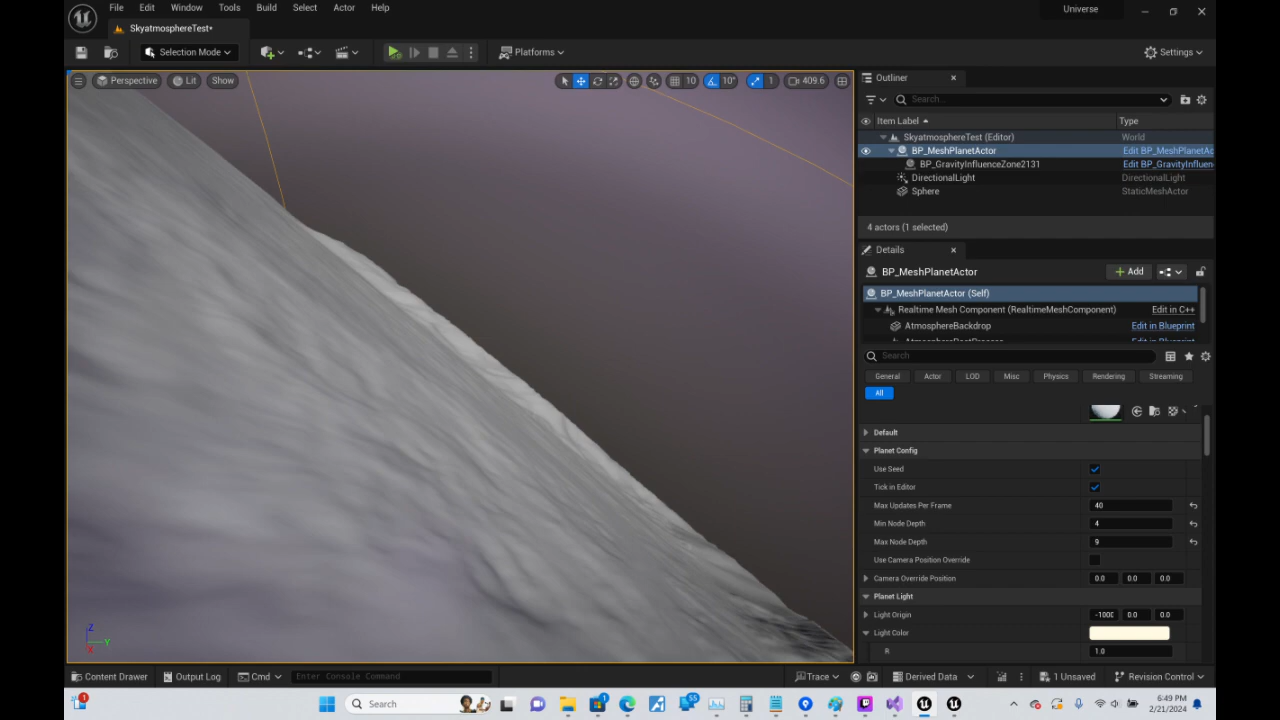 File Edit Window Tools Build Select Actor Help
Universe
SkyatmosphereTest*
Selection Mode
Platforms
Settings
Perspective Lit Show
10 10° 1 409.6
Outliner
Search...
Item Label Type
SkyatmosphereTest (Editor) World
BP_MeshPlanetActor Edit BP_MeshPlanetAc
BP_GravityInfluenceZone2131 Edit BP_GravityInfluen
DirectionalLight DirectionalLight
Sphere StaticMeshActor
4 actors (1 selected)
Details
BP_MeshPlanetActor
Add
BP_MeshPlanetActor (Self)
Realtime Mesh Component (RealtimeMeshComponent) Edit in C++
AtmosphereBackdrop Edit in Blueprint
Search
General Actor LOD Misc Physics Rendering Streaming
All
Default
Planet Config
Use Seed
Tick in Editor
Max Updates Per Frame 40
Min Node Depth 4
Max Node Depth 9
Use Camera Position Override
Camera Override Position 0.0 0.0 0.0
Planet Light
Light Origin -1000 0.0 0.0
Light Color
R 1.0
Z
Y
X
Content Drawer Output Log Cmd Enter Console Command
Trace Derived Data 1 Unsaved Revision Control
1
Search
1
55
6:49 PM
2/21/2024